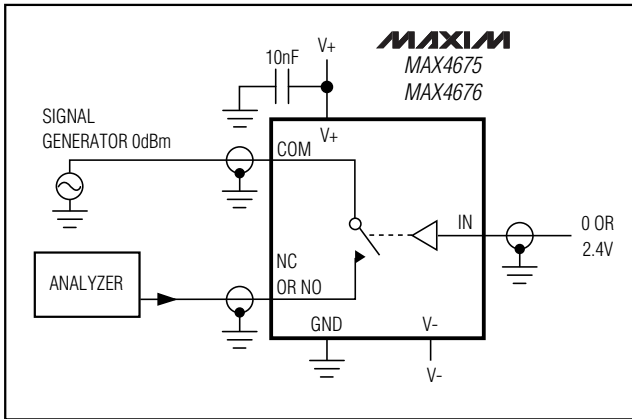 V+
10nF
MAXIM
MAX4675
MAX4676
SIGNAL
GENERATOR 0dBm
V+
COM
IN
0 OR
2.4V
NC
OR NO
ANALYZER
GND
V-
V-